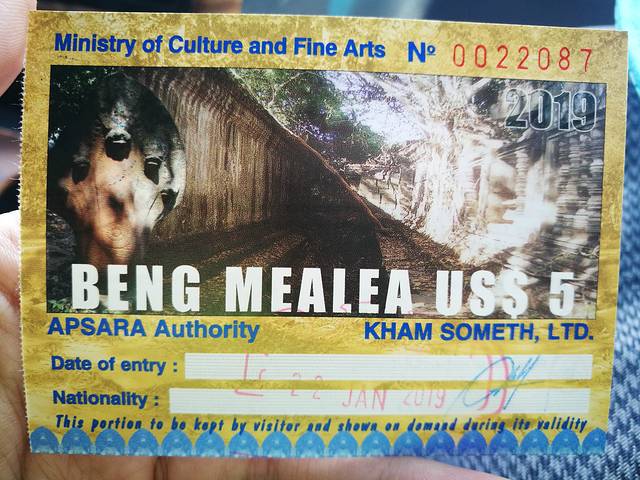 Ministry of Culture and Fine Arts Nº 0022087
2019
BENG MEALEA US$ 5
APSARA Authority KHAM SOMETH, LTD.
Date of entry :
22 JAN 2019
Nationality :
This portion to be kept by visitor and shown on demand during its validity